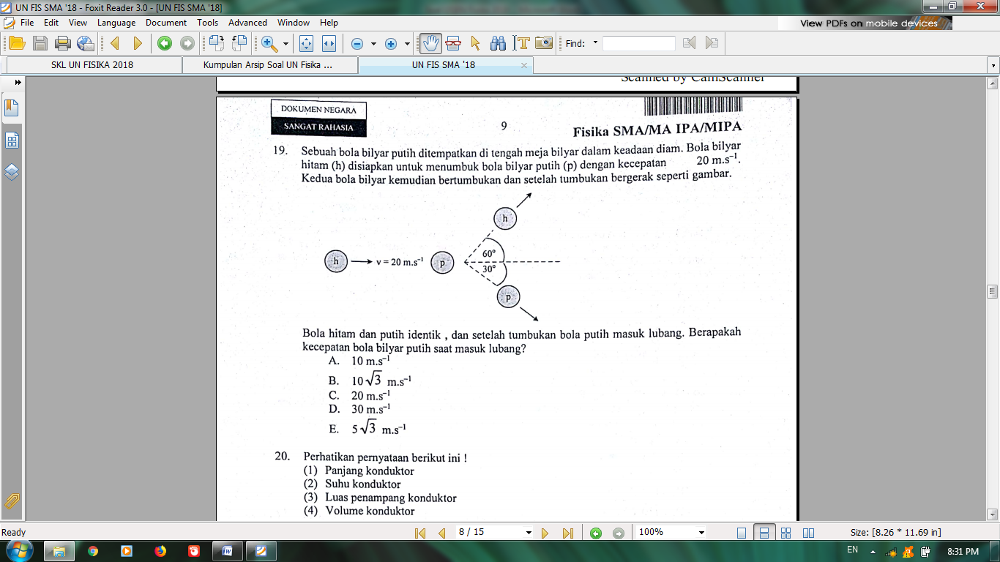 UN FIS SMA '18 - Foxit Reader 3.0 - [UN FIS SMA '18]
File Edit View Language Document Tools Advanced Window Help
View PDFs on mobile devices
Find:
SKL UN FISIKA 2018
Kumpulan Arsip Soal UN Fisika ...
UN FIS SMA '18
Scanned by CamScanner
DOKUMEN NEGARA
SANGAT RAHASIA
9
Fisika SMA/MA IPA/MIPA
19. Sebuah bola bilyar putih ditempatkan di tengah meja bilyar dalam keadaan diam. Bola bilyar
hitam (h) disiapkan untuk menumbuk bola bilyar putih (p) dengan kecepatan 20 m.s⁻¹.
Kedua bola bilyar kemudian bertumbukan dan setelah tumbukan bergerak seperti gambar.
h
60°
h
v = 20 m.s⁻¹
p
30°
p
Bola hitam dan putih identik , dan setelah tumbukan bola putih masuk lubang. Berapakah
kecepatan bola bilyar putih saat masuk lubang?
A. 10 m.s⁻¹
B. 10√3 m.s⁻¹
C. 20 m.s⁻¹
D. 30 m.s⁻¹
E. 5√3 m.s⁻¹
20. Perhatikan pernyataan berikut ini !
(1) Panjang konduktor
(2) Suhu konduktor
(3) Luas penampang konduktor
(4) Volume konduktor
Ready
8 / 15
100%
Size: [8.26 * 11.69 in]
EN
8:31 PM